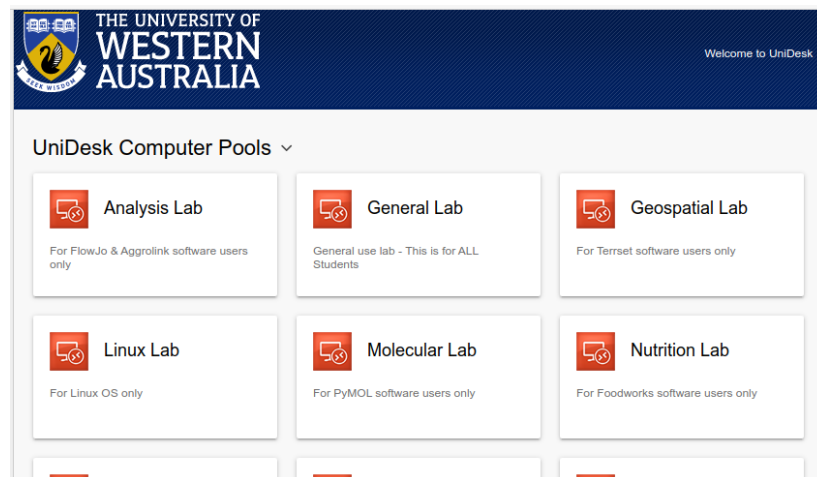 THE UNIVERSITY OF
WESTERN
AUSTRALIA
SEEK WISDOM
Welcome to UniDesk
UniDesk Computer Pools
Analysis Lab
For FlowJo & Aggrolink software users
only
General Lab
General use lab - This is for ALL
Students
Geospatial Lab
For Terrset software users only
Linux Lab
For Linux OS only
Molecular Lab
For PyMOL software users only
Nutrition Lab
For Foodworks software users only